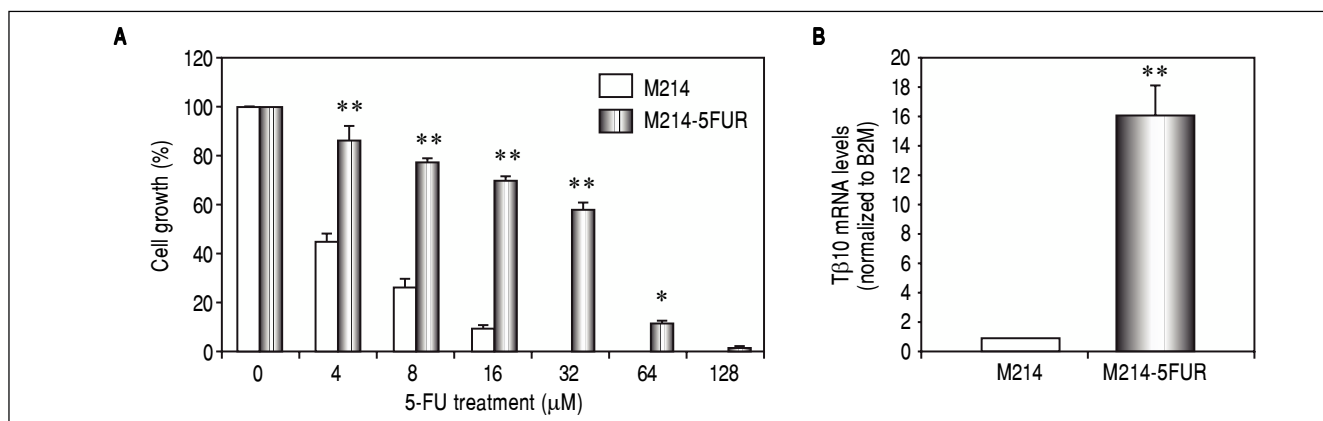 A
120
100
80
60
40
20
0
Cell growth (%)
M214
M214-5FUR
**
**
**
**
*
0 4 8 16 32 64 128
5-FU treatment (μM)
B
20
18
16
14
12
10
8
6
4
2
0
Tβ10 mRNA levels
(normalized to B2M)
**
M214 M214-5FUR